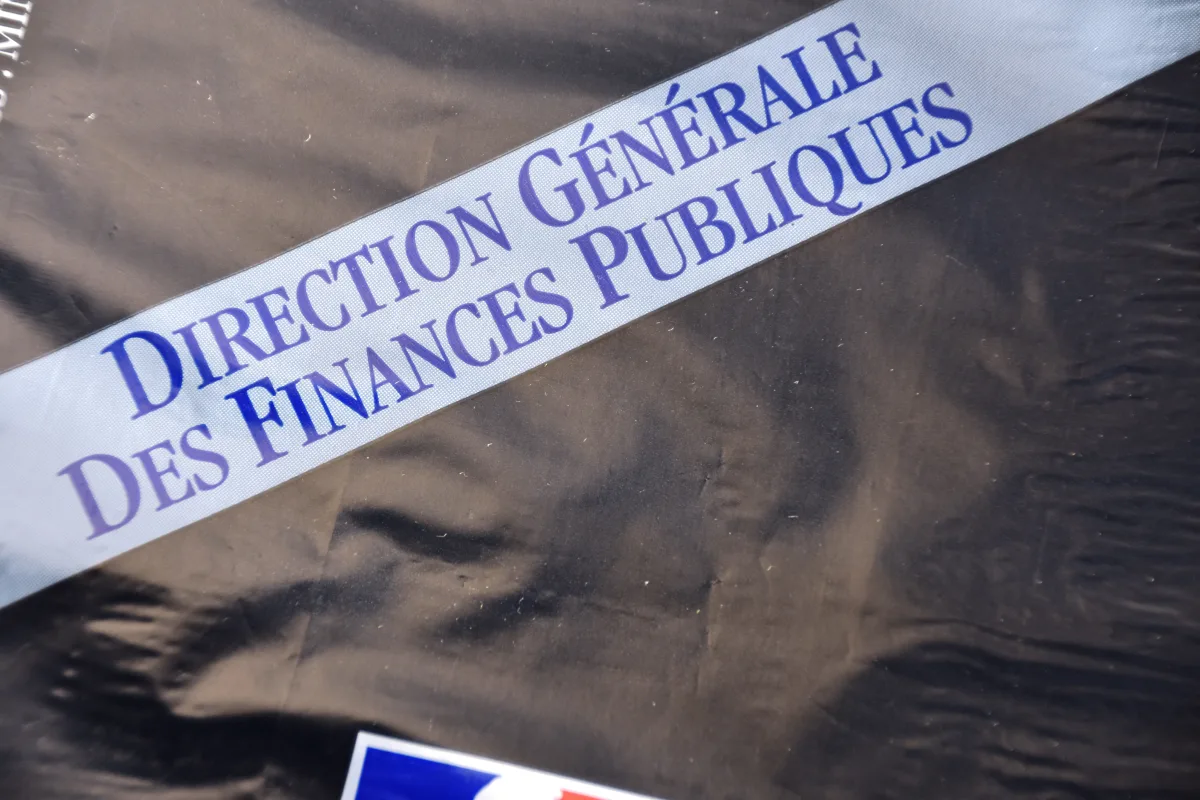 DIRECTION GÉNÉRALE
DES FINANCES PUBLIQUES